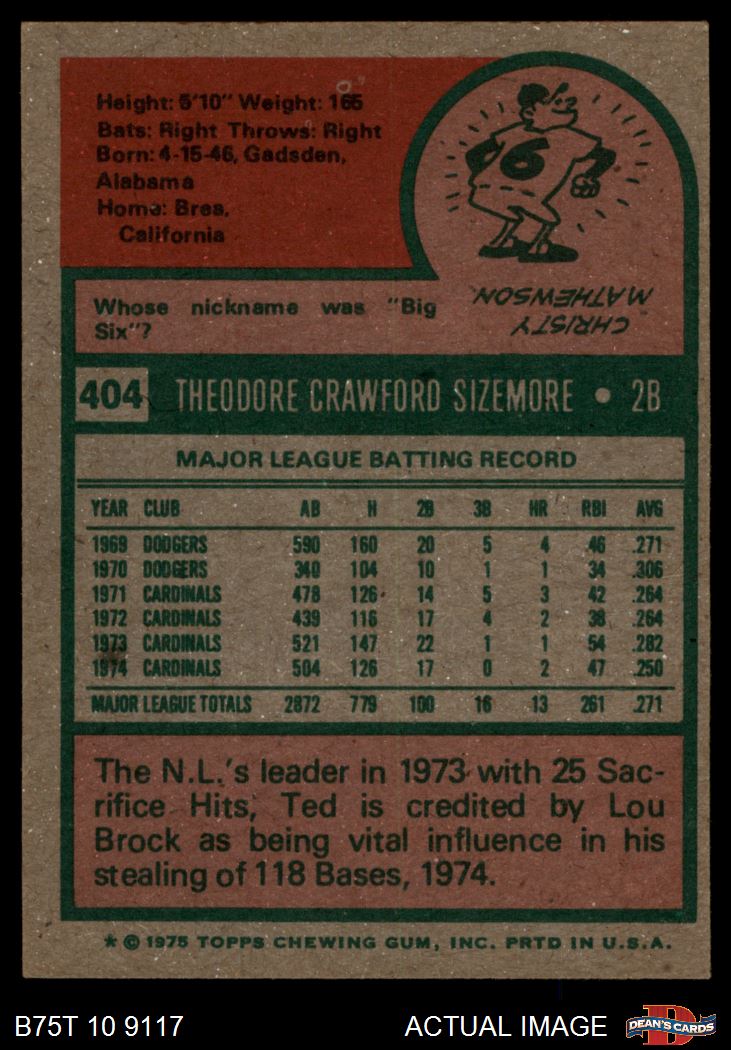 Height: 5'10" Weight: 165
Bats: Right Throws: Right
Born: 4-15-46, Gadsden,
Alabama
Home: Brea,
California
6
Whose nickname was "Big
Six"?
CHRISTY
MATHEWSON
404 THEODORE CRAWFORD SIZEMORE • 2B
MAJOR LEAGUE BATTING RECORD
YEAR CLUB AB H 2B 3B HR RBI AVG
1969 DODGERS 590 160 20 5 4 46 .271
1970 DODGERS 340 104 10 1 1 34 .306
1971 CARDINALS 478 126 14 5 3 42 .264
1972 CARDINALS 439 116 17 4 2 38 .264
1973 CARDINALS 521 147 22 1 1 54 .282
1974 CARDINALS 504 126 17 0 2 47 .250
MAJOR LEAGUE TOTALS 2872 779 100 16 13 261 .271
The N.L.'s leader in 1973 with 25 Sac-
rifice Hits, Ted is credited by Lou
Brock as being vital influence in his
stealing of 118 Bases, 1974.
* © 1975 TOPPS CHEWING GUM, INC. PRTD IN U.S.A.
B75T 10 9117 ACTUAL IMAGE DEAN'S CARDS